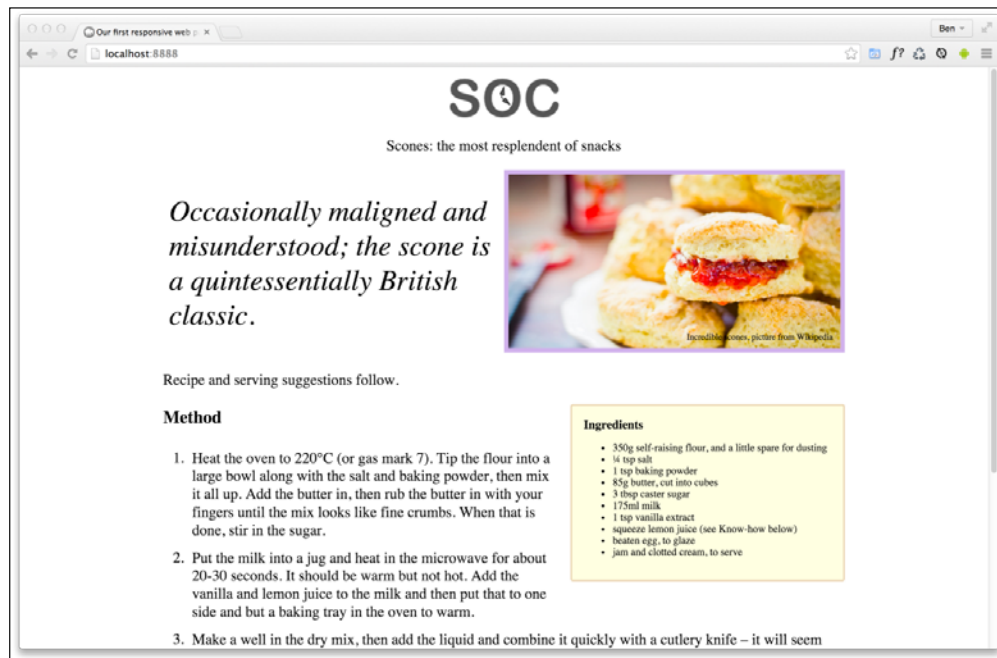 Our first responsive web p
Ben
localhost:8888
f?
SOC
Scones: the most resplendent of snacks
Occasionally maligned and
misunderstood; the scone is
a quintessentially British
classic.
Incredible scones, picture from Wikipedia
Recipe and serving suggestions follow.
Method
1. Heat the oven to 220°C (or gas mark 7). Tip the flour into a
large bowl along with the salt and baking powder, then mix
it all up. Add the butter in, then rub the butter in with your
fingers until the mix looks like fine crumbs. When that is
done, stir in the sugar.
2. Put the milk into a jug and heat in the microwave for about
20-30 seconds. It should be warm but not hot. Add the
vanilla and lemon juice to the milk and then put that to one
side and but a baking tray in the oven to warm.
3. Make a well in the dry mix, then add the liquid and combine it quickly with a cutlery knife – it will seem
Ingredients
• 350g self-raising flour, and a little spare for dusting
• ¼ tsp salt
• 1 tsp baking powder
• 85g butter, cut into cubes
• 3 tbsp caster sugar
• 175ml milk
• 1 tsp vanilla extract
• squeeze lemon juice (see Know-how below)
• beaten egg, to glaze
• jam and clotted cream, to serve